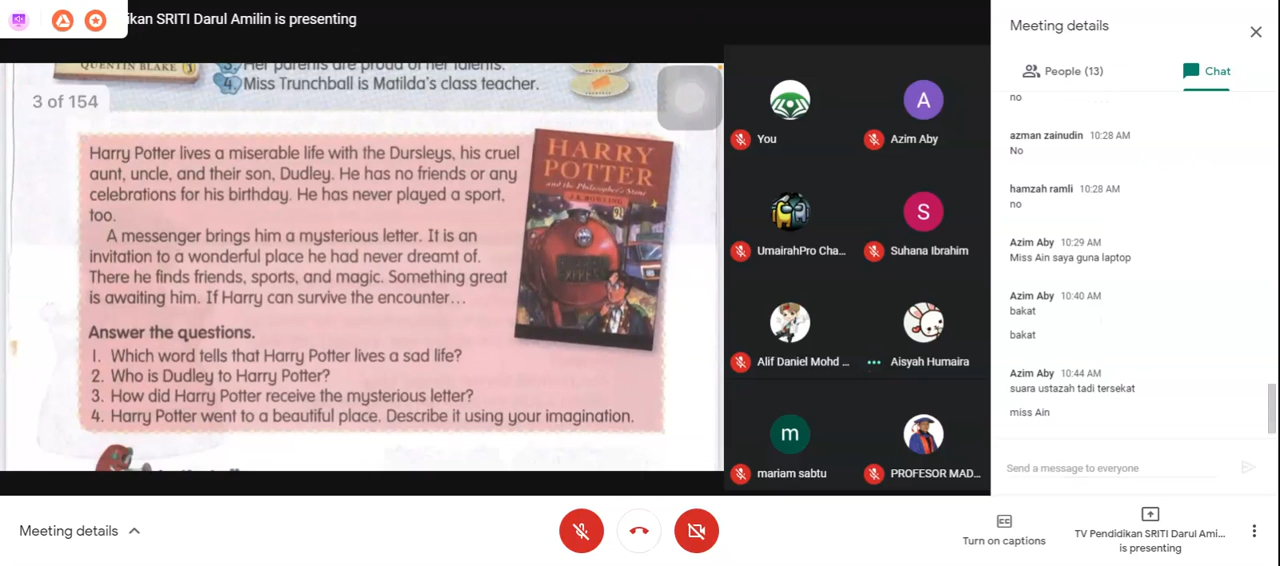 dikan SRITI Darul Amilin is presenting
QUENTIN BLAKE
3. Her parents are proud of her talents.
4. Miss Trunchball is Matilda's class teacher.
3 of 154
Harry Potter lives a miserable life with the Dursleys, his cruel
aunt, uncle, and their son, Dudley. He has no friends or any
celebrations for his birthday. He has never played a sport,
too.
A messenger brings him a mysterious letter. It is an
invitation to a wonderful place he had never dreamt of.
There he finds friends, sports, and magic. Something great
is awaiting him. If Harry can survive the encounter...
HARRY
POTTER
and the Philosopher's Stone
J.K. ROWLING
Answer the questions.
1. Which word tells that Harry Potter lives a sad life?
2. Who is Dudley to Harry Potter?
3. How did Harry Potter receive the mysterious letter?
4. Harry Potter went to a beautiful place. Describe it using your imagination.
You
A
Azim Aby
UmairahPro Cha...
S
Suhana Ibrahim
Alif Daniel Mohd ...
Aisyah Humaira
m
mariam sabtu
PROFESOR MAD...
Meeting details
People (13)
Chat
no
azman zainudin 10:28 AM
No
hamzah ramli 10:28 AM
no
Azim Aby 10:29 AM
Miss Ain saya guna laptop
Azim Aby 10:40 AM
bakat
bakat
Azim Aby 10:44 AM
suara ustazah tadi tersekat
miss Ain
Send a message to everyone
Meeting details
Turn on captions
TV Pendidikan SRITI Darul Ami...
is presenting